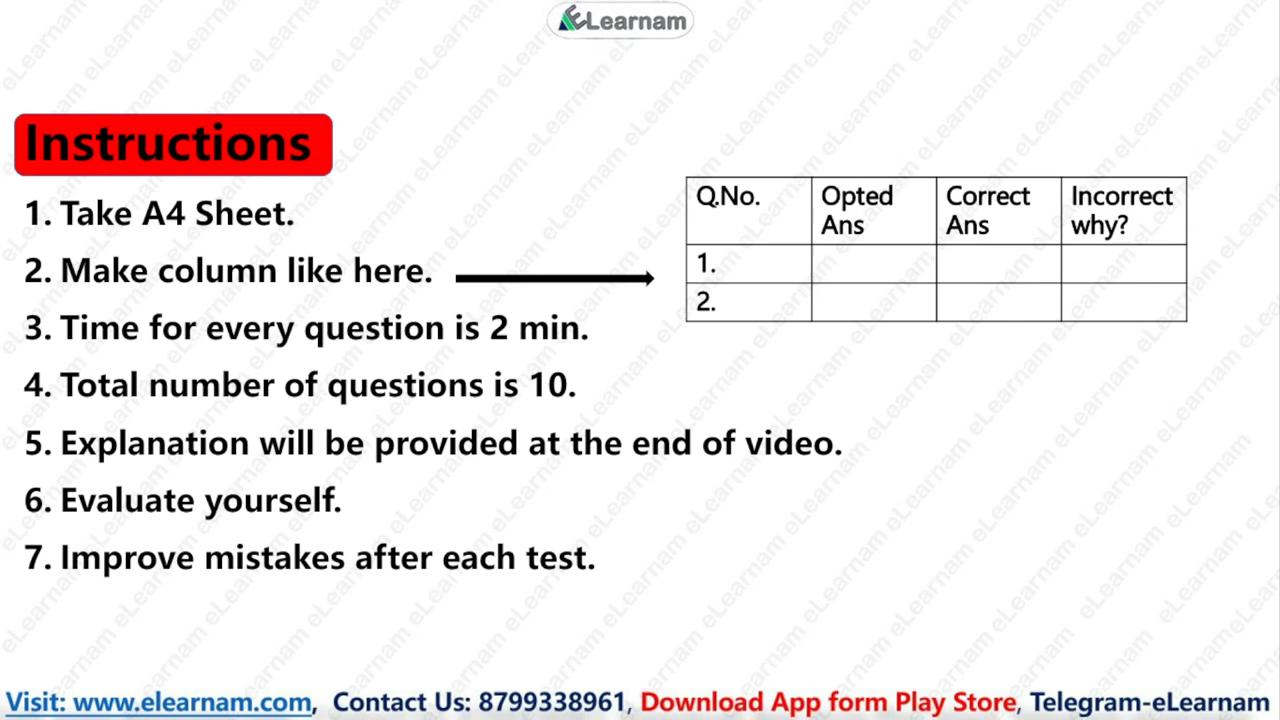 ELearnam
Instructions
1. Take A4 Sheet.
2. Make column like here.
3. Time for every question is 2 min.
4. Total number of questions is 10.
5. Explanation will be provided at the end of video.
6. Evaluate yourself.
7. Improve mistakes after each test.
Q.No. Opted Ans Correct Ans Incorrect why?
1.
2.
Visit: www.elearnam.com, Contact Us: 8799338961, Download App form Play Store, Telegram-eLearnam